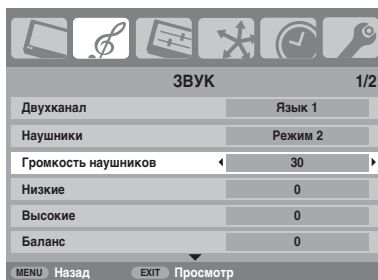 ЗВУК 1/2
Двухканал Язык 1
Наушники Режим 2
Громкость наушников 30
Низкие 0
Высокие 0
Баланс 0
MENU Назад EXIT Просмотр